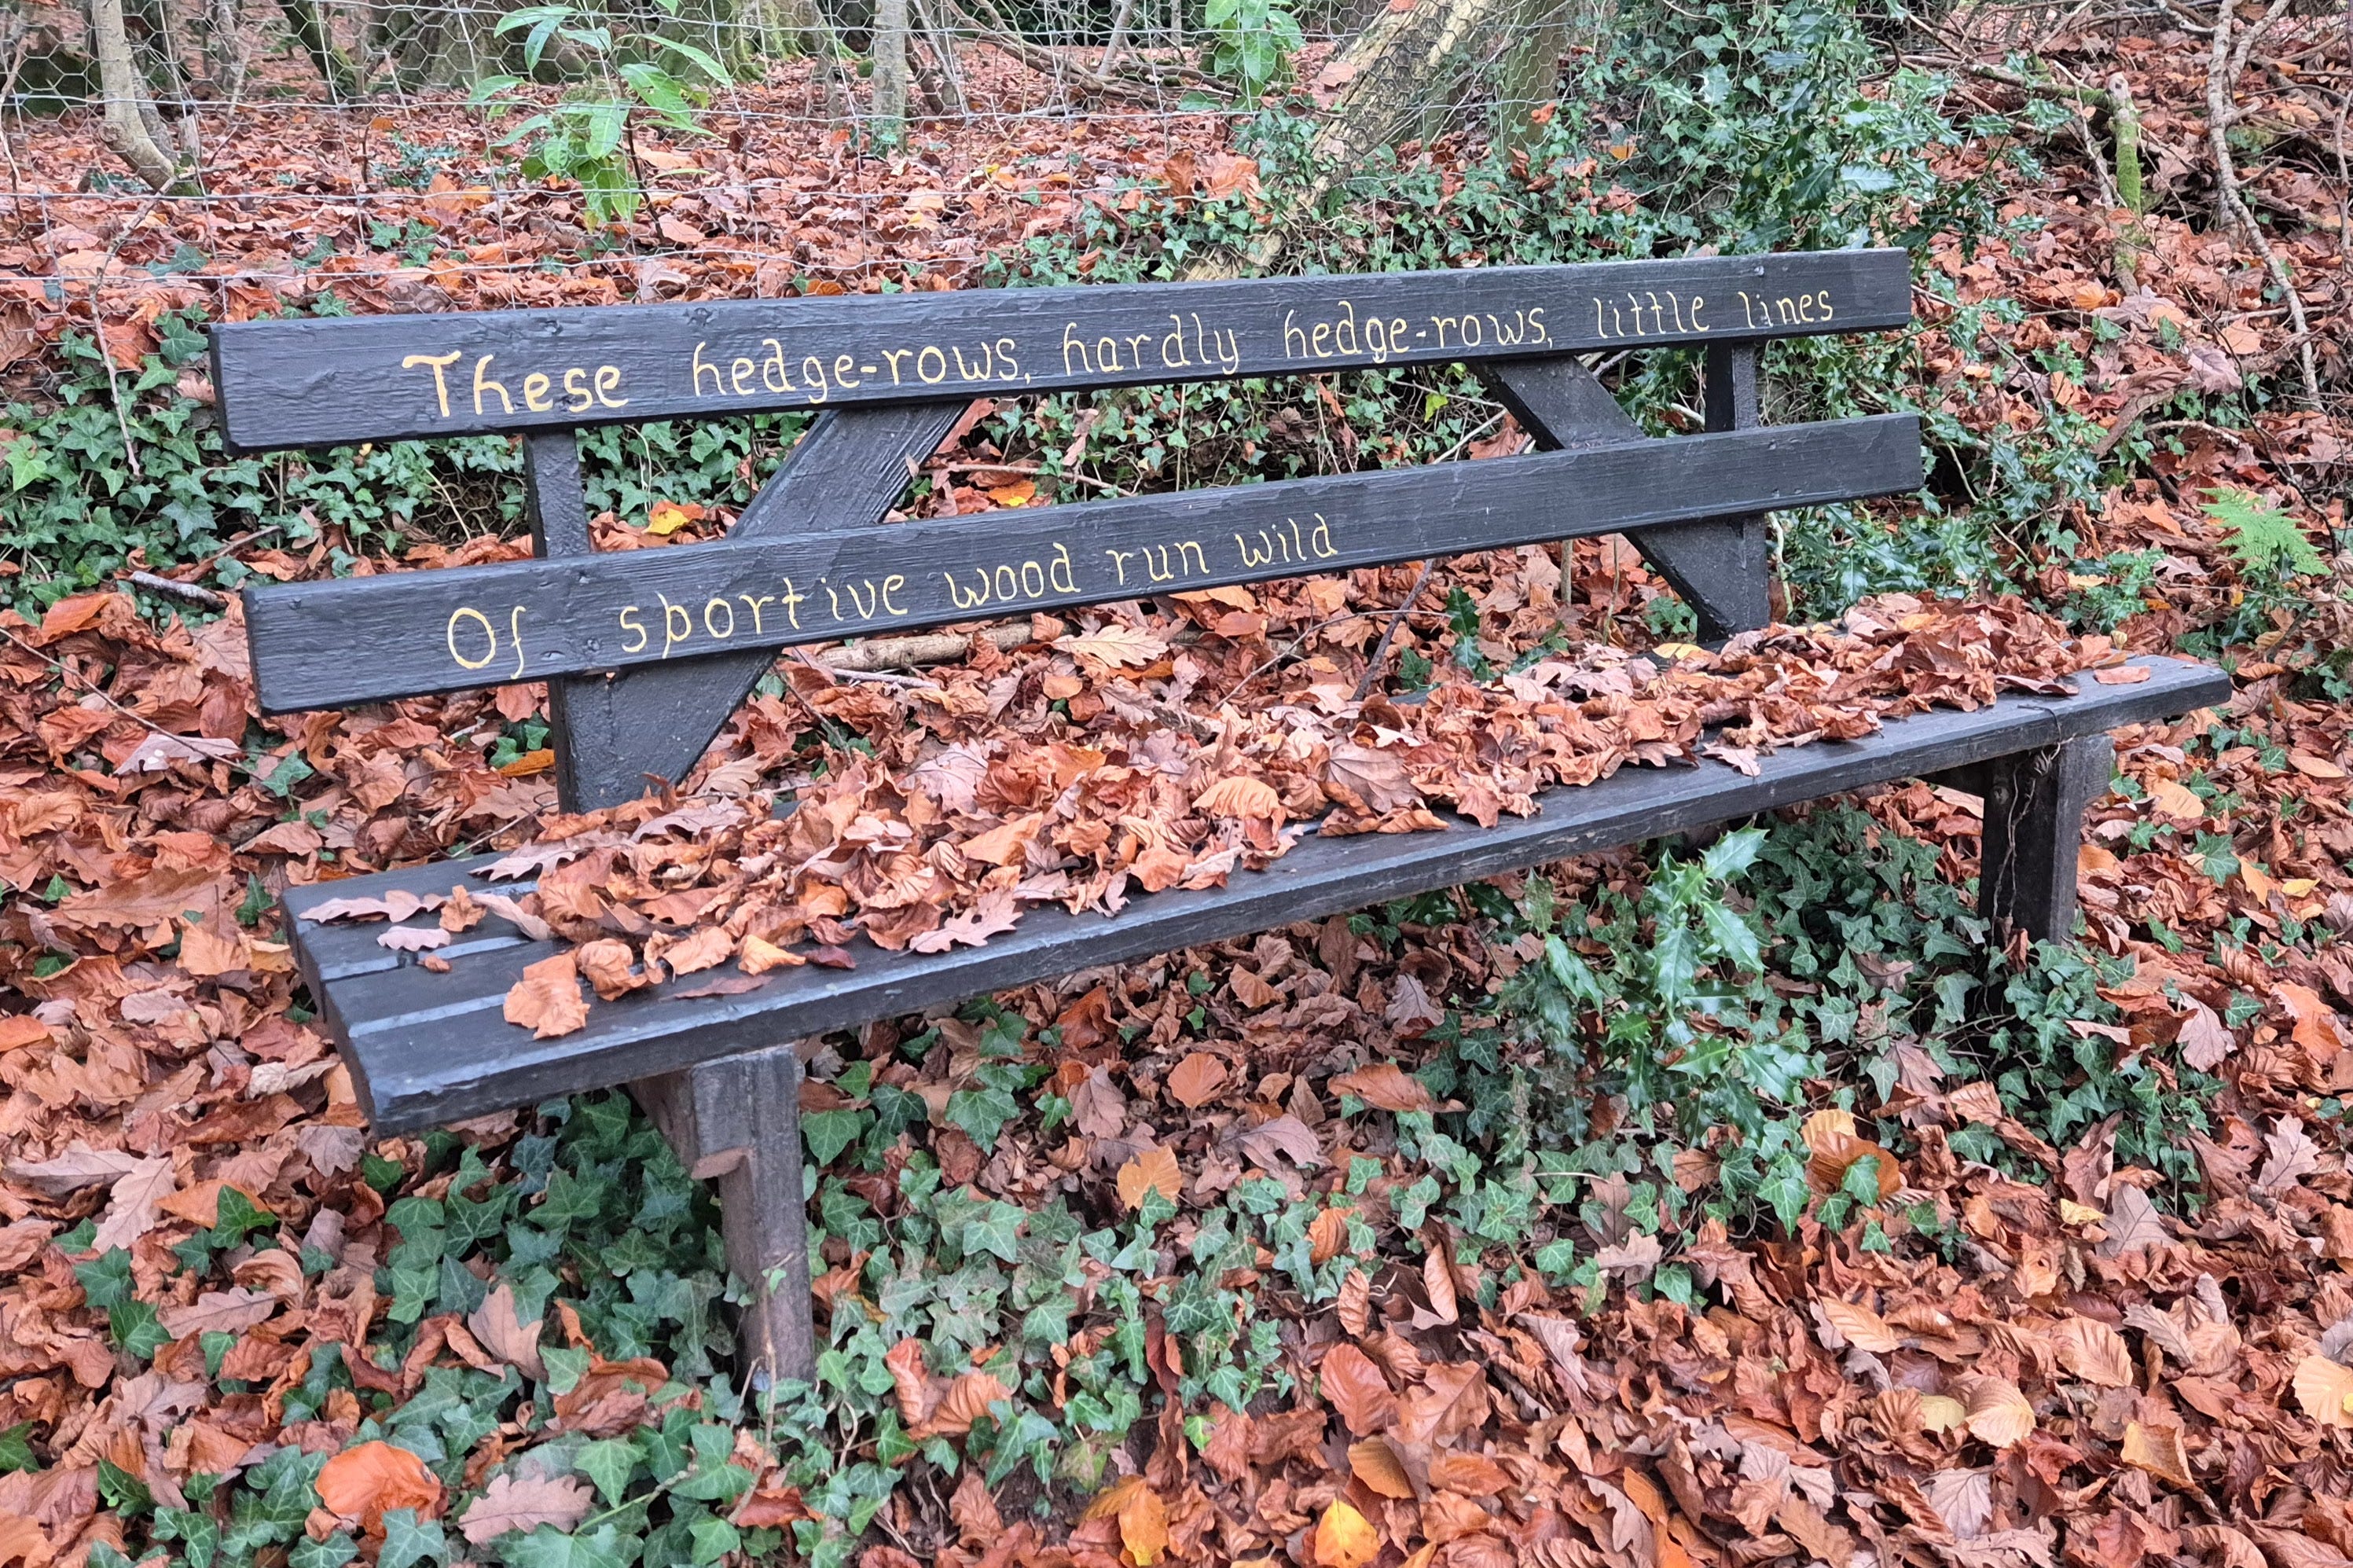 These hedge-rows, hardly hedge-rows, little lines
Of sportive wood run wild